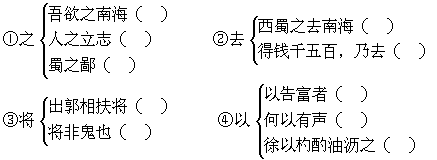 ①之
吾欲之南海（ ）
人之立志（ ）
蜀之鄙（ ）
②去
西蜀之去南海（ ）
得钱千五百，乃去（ ）
③将
出郭相扶将（ ）
将非鬼也（ ）
④以
以告富者（ ）
何以有声（ ）
徐以杓酌油沥之（ ）